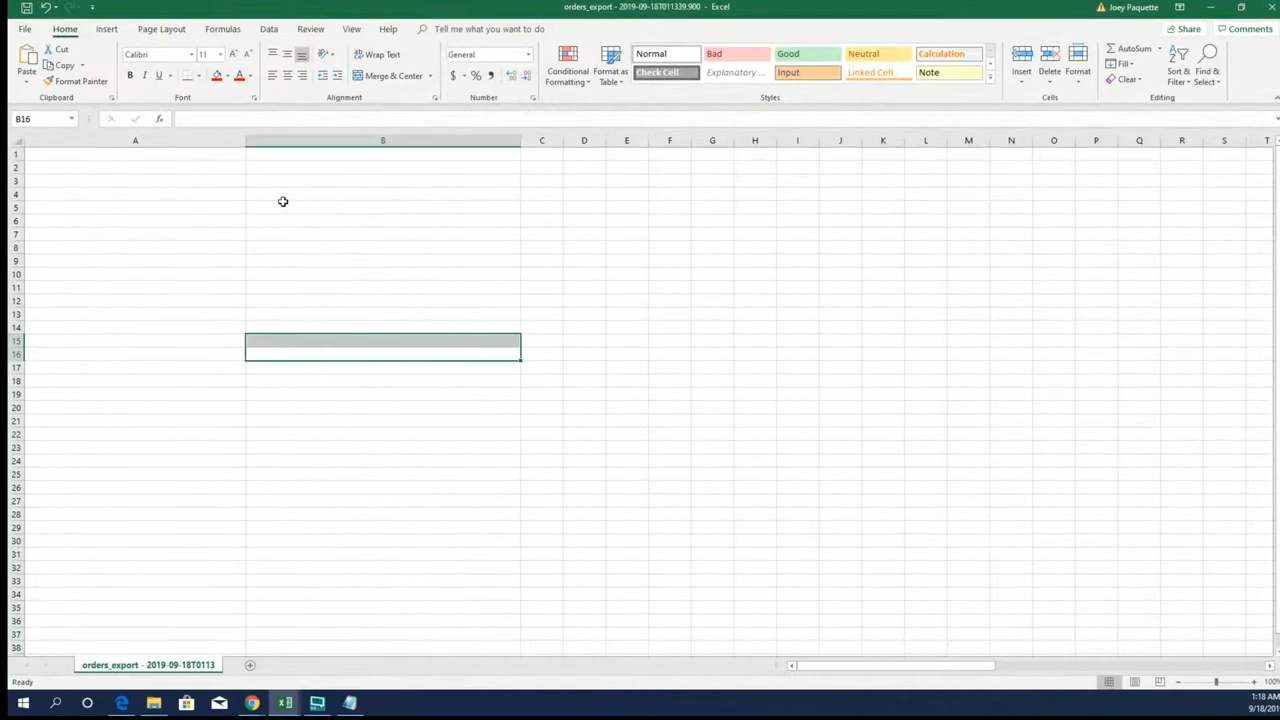 orders_export - 2019-09-18T011339.900 - Excel
Joey Paquette
File Home Insert Page Layout Formulas Data Review View Help Tell me what you want to do
Share Comments
Paste
Cut
Copy
Format Painter
Clipboard
Calibri 11
B I U
Font
Wrap Text
Merge & Center
Alignment
General
$ % ,
Number
Conditional Formatting
Format as Table
Normal Bad Good Neutral Calculation
Check Cell Explanatory ... Input Linked Cell Note
Styles
Insert Delete Format
Cells
AutoSum
Fill
Clear
Sort & Filter
Find & Select
Editing
B16 fx
A B C D E F G H I J K L M N O P Q R S T
1
2
3
4
5
6
7
8
9
10
11
12
13
14
15
16
17
18
19
20
21
22
23
24
25
26
27
28
29
30
31
32
33
34
35
36
37
38
orders_export - 2019-09-18T0113
Ready
100%
1:18 AM
9/18/201